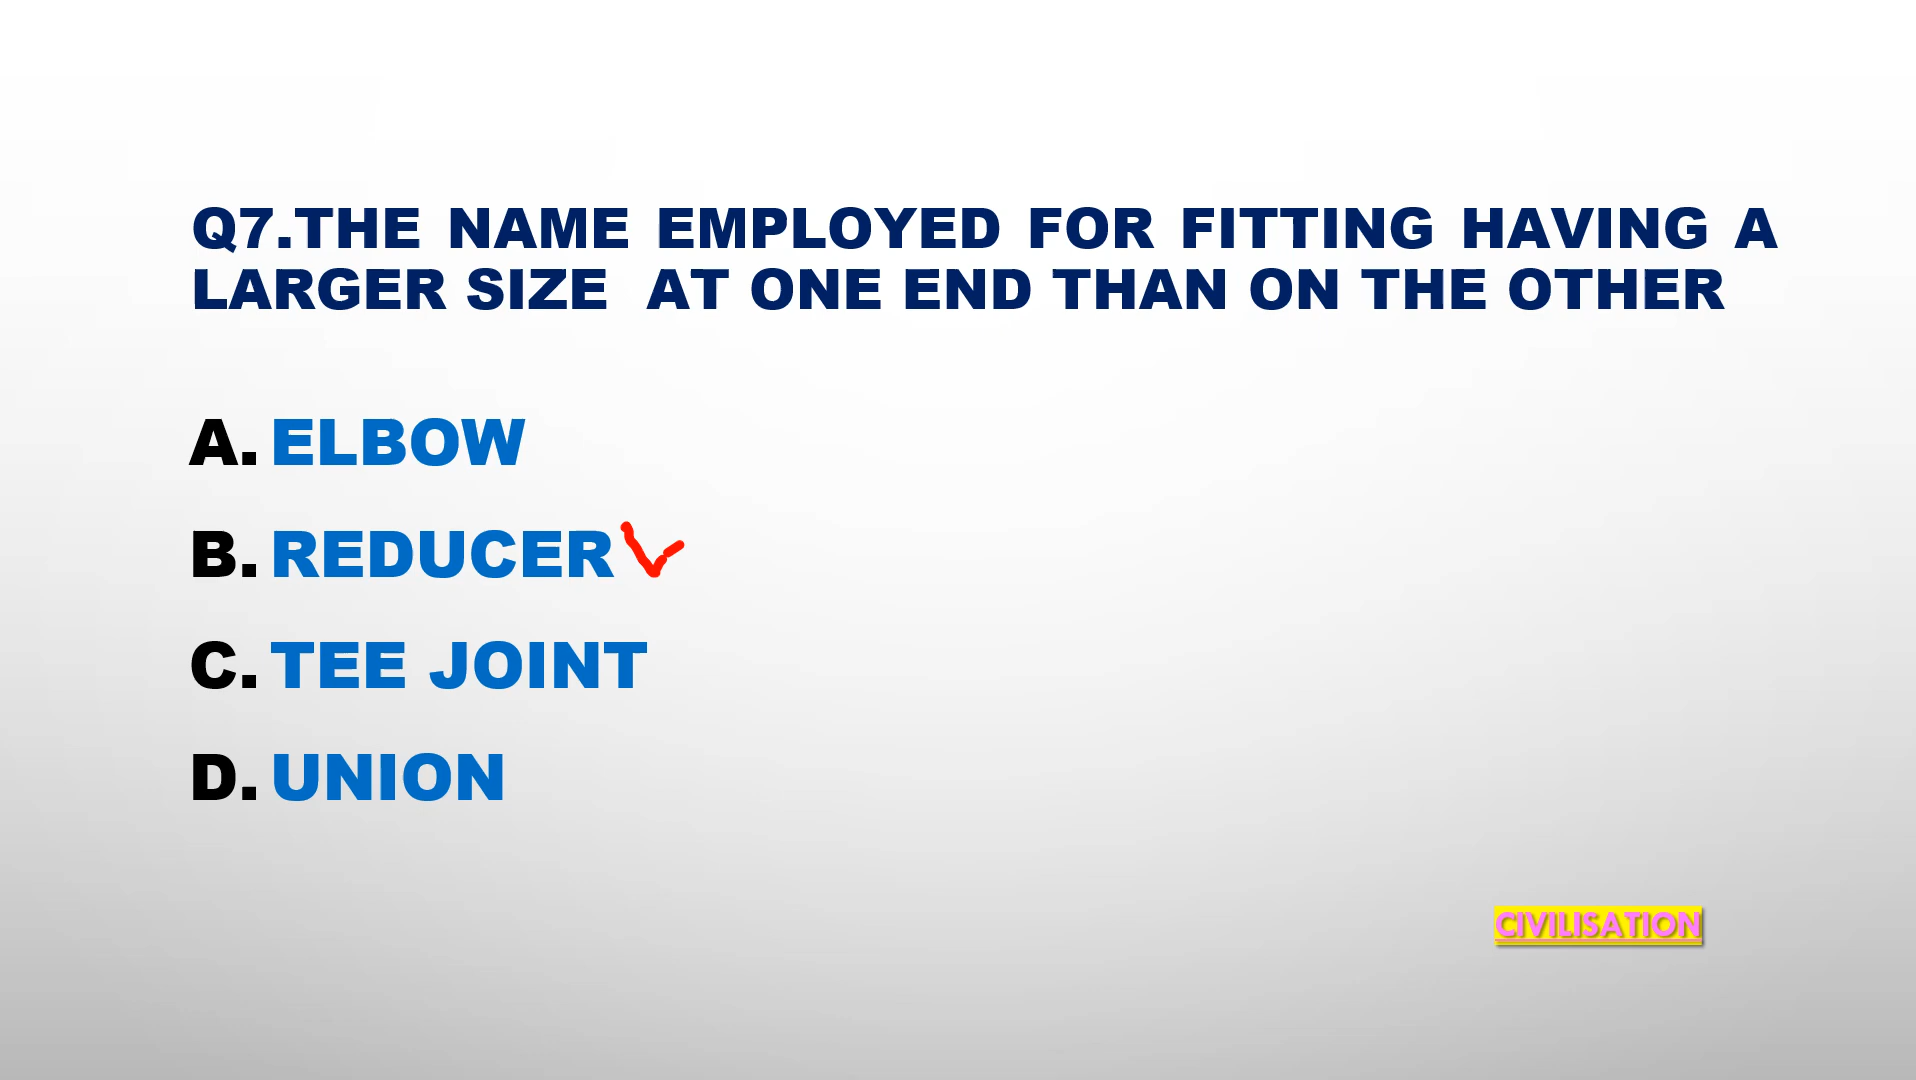 Q7.THE NAME EMPLOYED FOR FITTING HAVING A
LARGER SIZE AT ONE END THAN ON THE OTHER
A. ELBOW
B. REDUCER
C. TEE JOINT
D. UNION
CIVILISATION